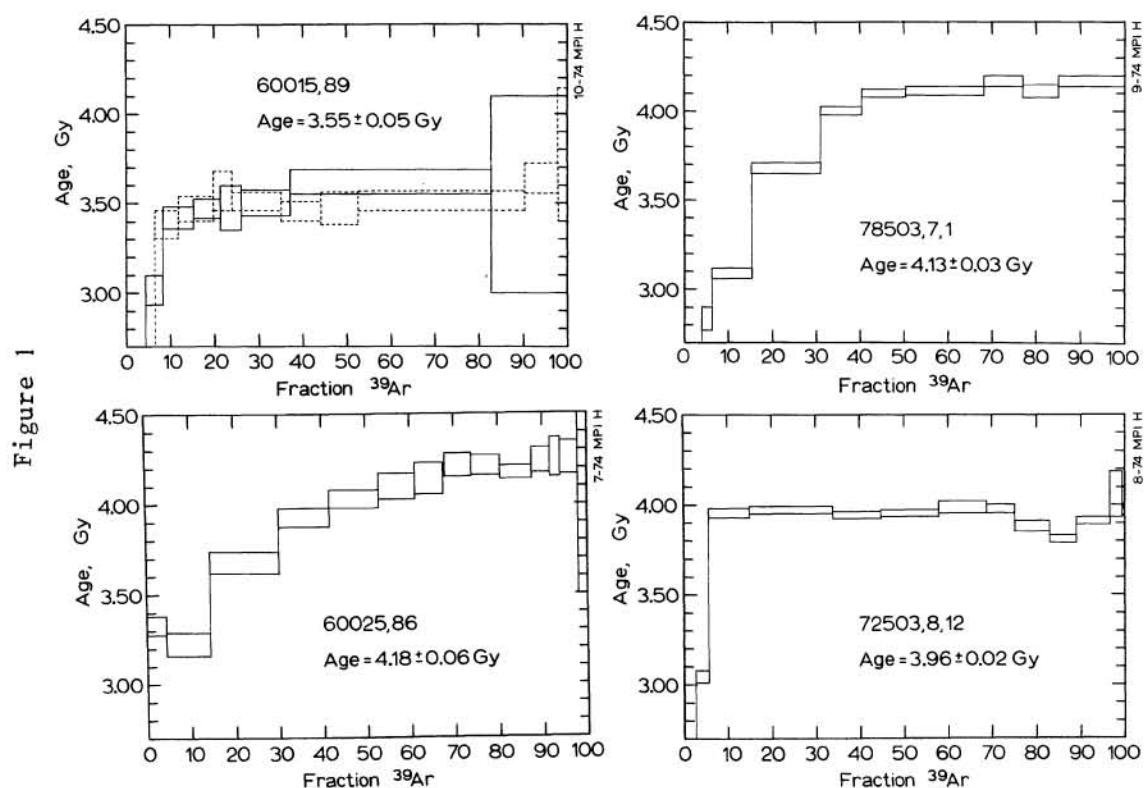 Figure 1
4.50
4.00
3.50
3.00
Age, Gy
60015,89
Age = 3.55 ± 0.05 Gy
0 10 20 30 40 50 60 70 80 90 100
Fraction ³⁹Ar
10-74 MPI H
4.50
4.00
3.50
3.00
Age, Gy
78503,7,1
Age = 4.13 ± 0.03 Gy
0 10 20 30 40 50 60 70 80 90 100
Fraction ³⁹Ar
9-74 MPI H
4.50
4.00
3.50
3.00
Age, Gy
60025,86
Age = 4.18 ± 0.06 Gy
0 10 20 30 40 50 60 70 80 90 100
Fraction ³⁹Ar
7-74 MPI H
4.50
4.00
3.50
3.00
Age, Gy
72503,8,12
Age = 3.96 ± 0.02 Gy
0 10 20 30 40 50 60 70 80 90 100
Fraction ³⁹Ar
8-74 MPI H